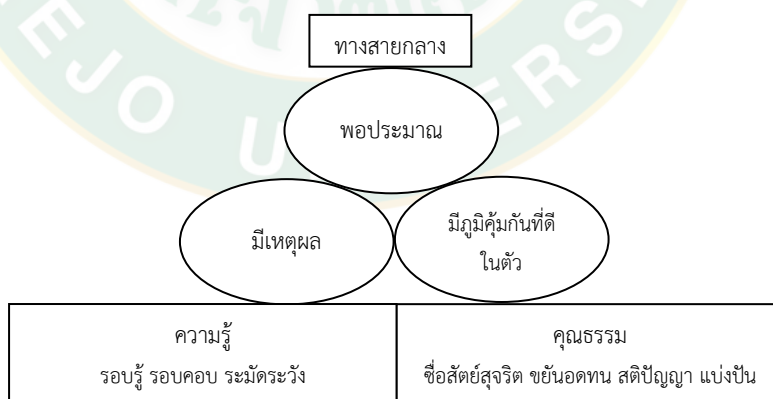 ทางสายกลาง
พอประมาณ
มีเหตุผล
มีภูมิคุ้มกันที่ดี
ในตัว
ความรู้
รอบรู้ รอบคอบ ระมัดระวัง
คุณธรรม
ซื่อสัตย์สุจริต ขยันอดทน สติปัญญา แบ่งปัน